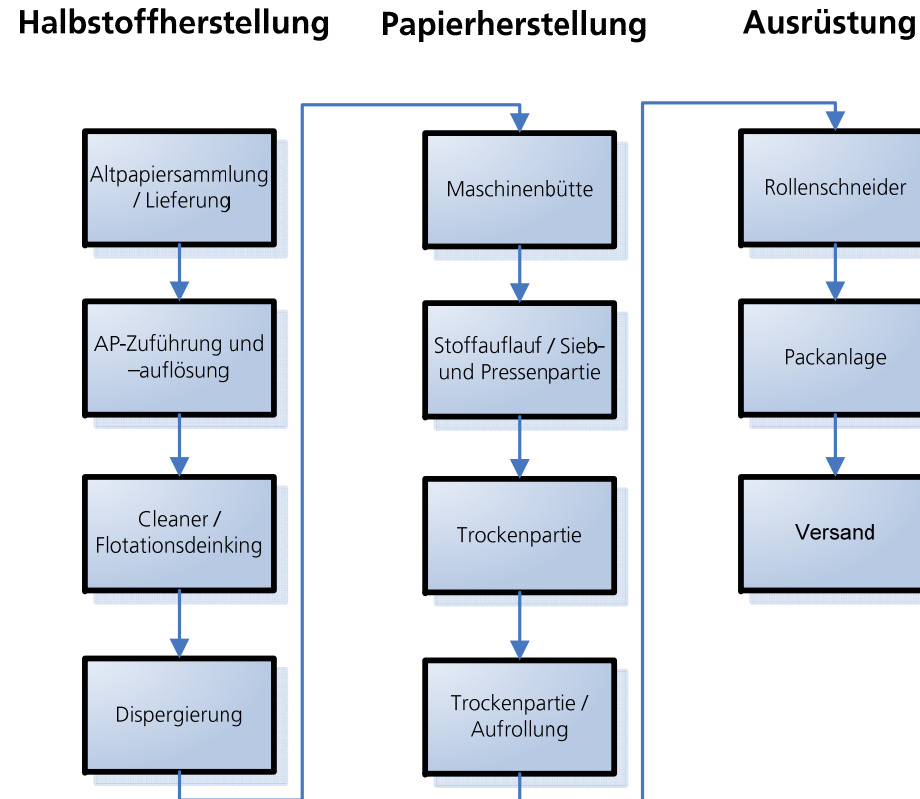 Halbstoffherstellung
Altpapiersammlung
/ Lieferung
AP-Zuführung und
–auflösung
Cleaner /
Flotationsdeinking
Dispergierung
Papierherstellung
Maschinenbütte
Stoffauflauf / Sieb-
und Pressenpartie
Trockenpartie
Trockenpartie /
Aufrollung
Ausrüstung
Rollenschneider
Packanlage
Versand